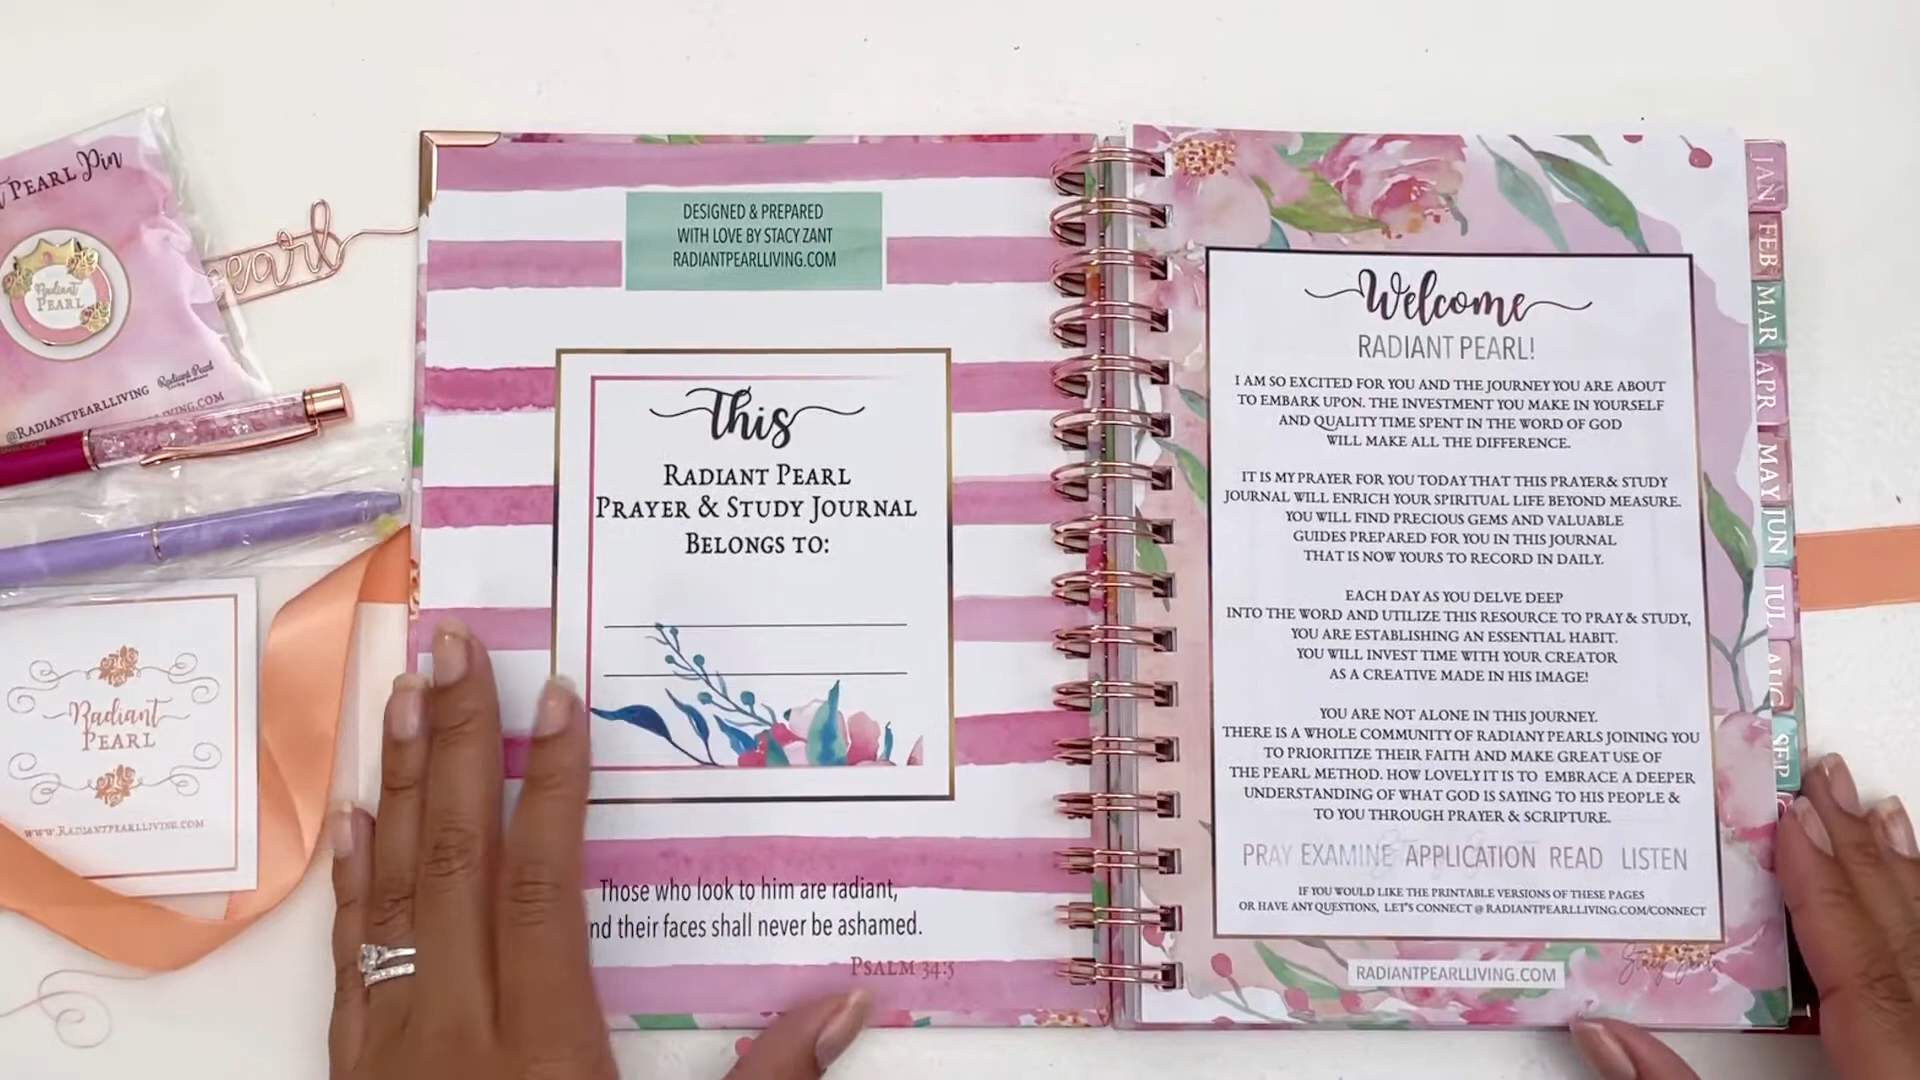 PEARL PIN
Radiant
PEARL
Radiant Pearl
@RADIANTPEARLLIVING
earl
Radiant
PEARL
WWW.RADIANTPEARLLIVING.COM
DESIGNED & PREPARED
WITH LOVE BY STACY ZANT
RADIANTPEARLLIVING.COM
This
RADIANT PEARL
PRAYER & STUDY JOURNAL
BELONGS TO:
Those who look to him are radiant,
nd their faces shall never be ashamed.
PSALM 34:5
Welcome
RADIANT PEARL!
I AM SO EXCITED FOR YOU AND THE JOURNEY YOU ARE ABOUT
TO EMBARK UPON. THE INVESTMENT YOU MAKE IN YOURSELF
AND QUALITY TIME SPENT IN THE WORD OF GOD
WILL MAKE ALL THE DIFFERENCE.
IT IS MY PRAYER FOR YOU TODAY THAT THIS PRAYER& STUDY
JOURNAL WILL ENRICH YOUR SPIRITUAL LIFE BEYOND MEASURE.
YOU WILL FIND PRECIOUS GEMS AND VALUABLE
GUIDES PREPARED FOR YOU IN THIS JOURNAL
THAT IS NOW YOURS TO RECORD IN DAILY.
EACH DAY AS YOU DELVE DEEP
INTO THE WORD AND UTILIZE THIS RESOURCE TO PRAY & STUDY,
YOU ARE ESTABLISHING AN ESSENTIAL HABIT.
YOU WILL INVEST TIME WITH YOUR CREATOR
AS A CREATIVE MADE IN HIS IMAGE!
YOU ARE NOT ALONE IN THIS JOURNEY.
THERE IS A WHOLE COMMUNITY OF RADIANT PEARLS JOINING YOU
TO PRIORITIZE THEIR FAITH AND MAKE GREAT USE OF
THE PEARL METHOD. HOW LOVELY IT IS TO EMBRACE A DEEPER
UNDERSTANDING OF WHAT GOD IS SAYING TO HIS PEOPLE &
TO YOU THROUGH PRAYER & SCRIPTURE.
PRAY EXAMINE APPLICATION READ LISTEN
IF YOU WOULD LIKE THE PRINTABLE VERSIONS OF THESE PAGES
OR HAVE ANY QUESTIONS, LET'S CONNECT @ RADIANTPEARLLIVING.COM/CONNECT
RADIANTPEARLLIVING.COM
Stacy Zant
JAN
FEB
MAR
APR
MAY
JUN
JUL
AUG
SEP